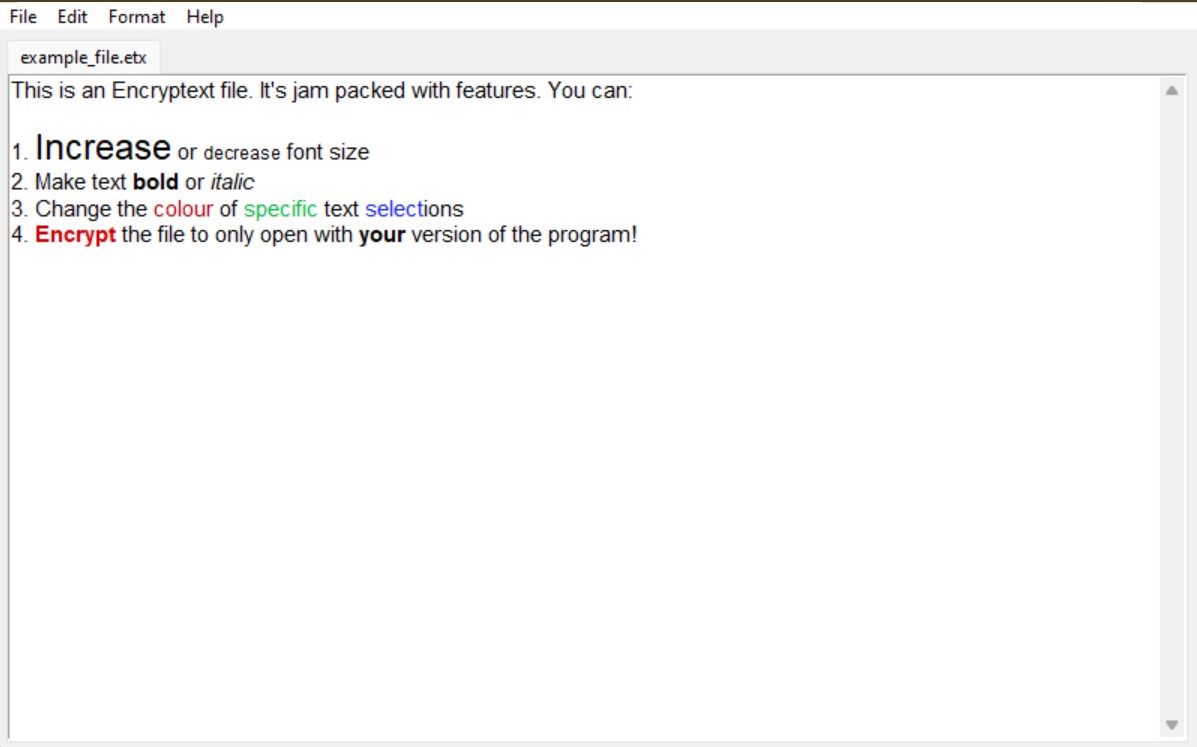 File Edit Format Help
example_file.etx
This is an Encryptext file. It's jam packed with features. You can:
1. Increase or decrease font size
2. Make text bold or italic
3. Change the colour of specific text selections
4. Encrypt the file to only open with your version of the program!